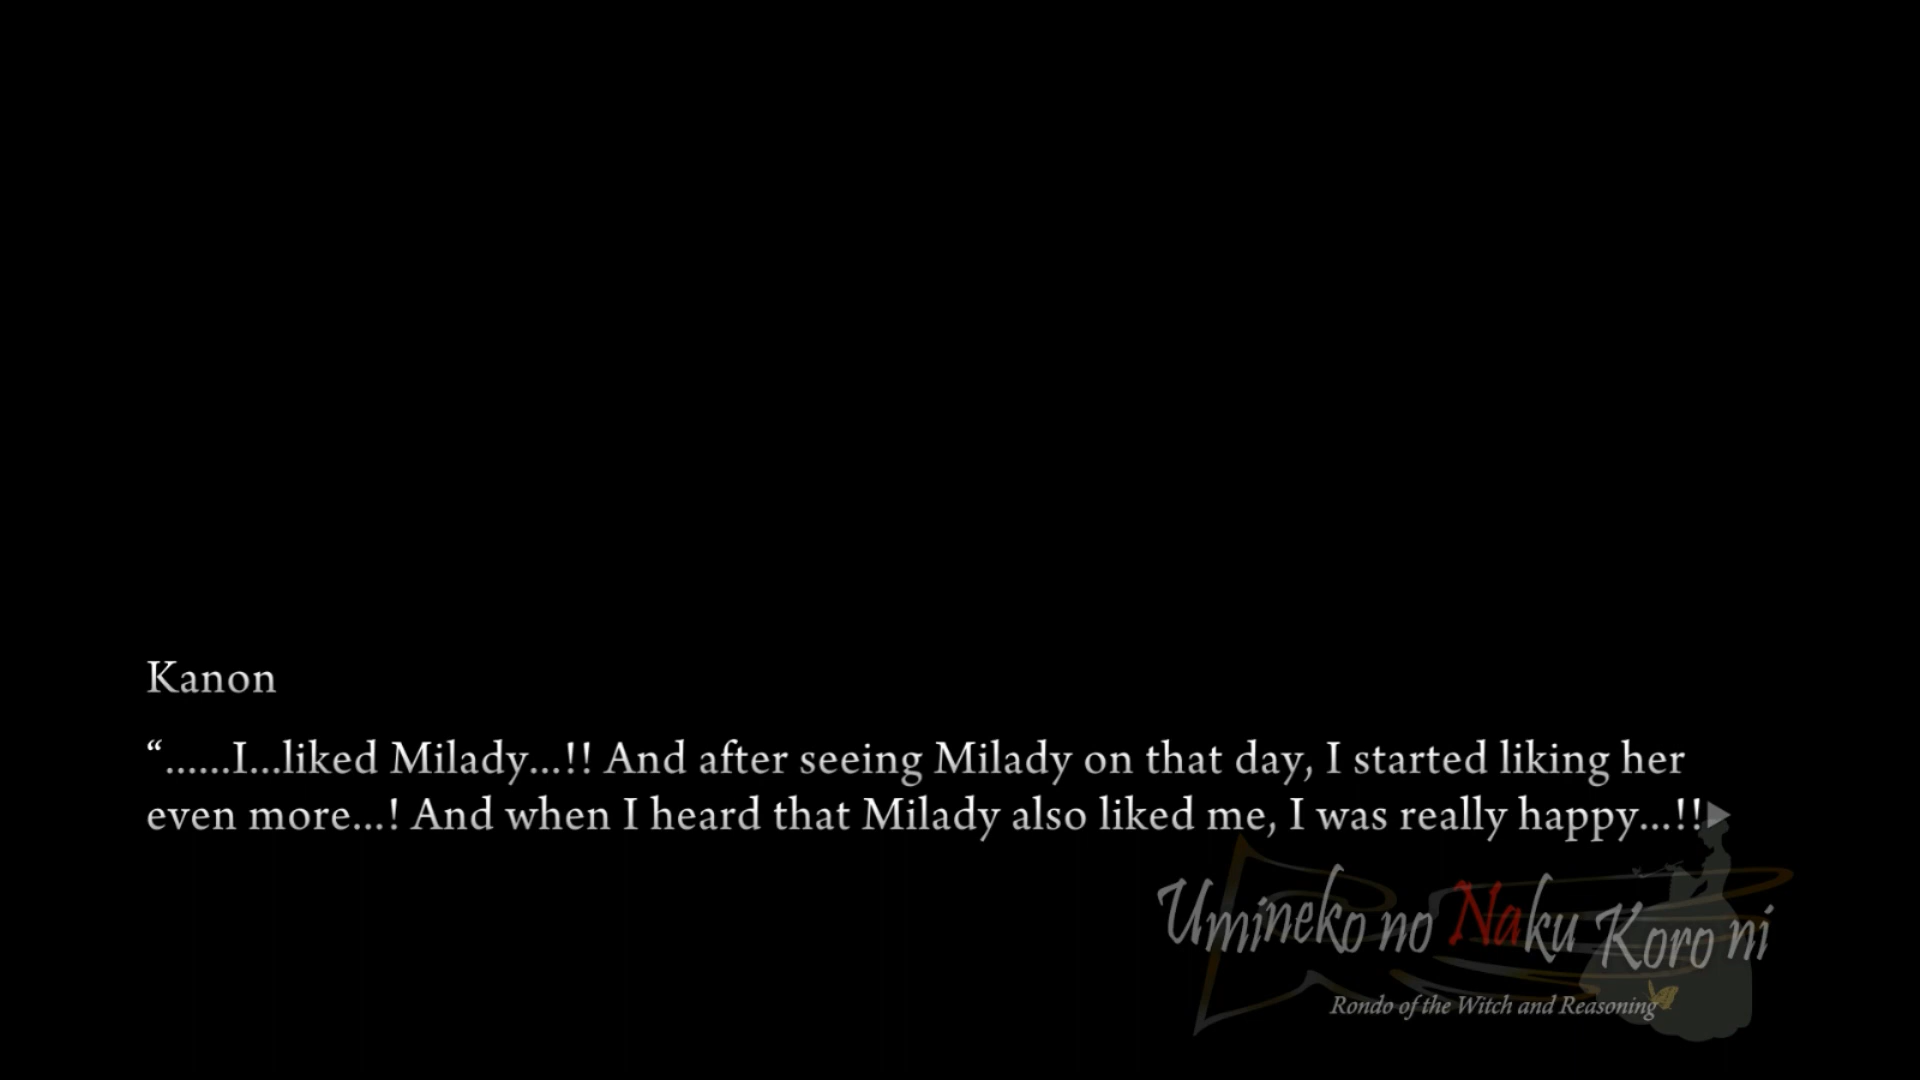 Kanon
“......I...liked Milady...!! And after seeing Milady on that day, I started liking her
even more...! And when I heard that Milady also liked me, I was really happy...!!
Umineko no Naku Koro ni
Rondo of the Witch and Reasoning